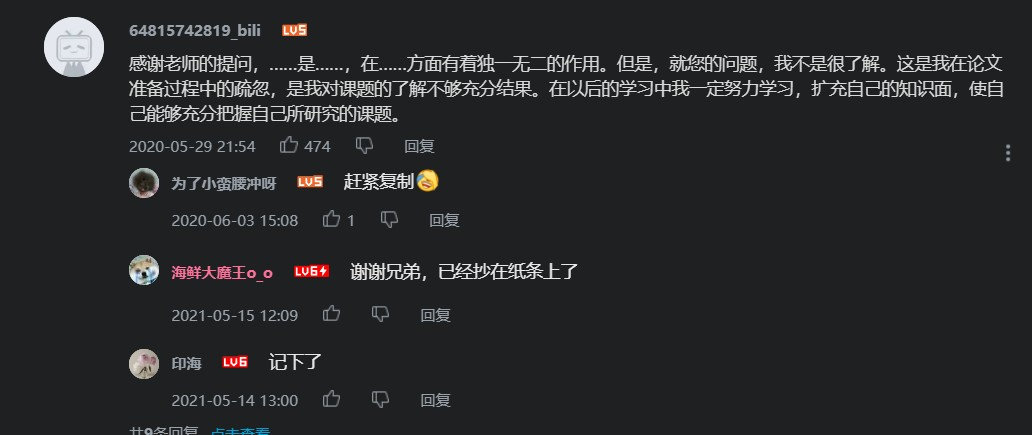 64815742819_bili LV5
感谢老师的提问，……是……，在……方面有着独一无二的作用。但是，就您的问题，我不是很了解。这是我在论文
准备过程中的疏忽，是我对课题的了解不够充分结果。在以后的学习中我一定努力学习，扩充自己的知识面，使自
己能够充分把握自己所研究的课题。
2020-05-29 21:54 474 回复
为了小蛮腰冲呀 LV5 赶紧复制
2020-06-03 15:08 1 回复
海鲜大魔王o_o LV6 谢谢兄弟，已经抄在纸条上了
2021-05-15 12:09 回复
印海 LV6 记下了
2021-05-14 13:00 回复
共9条回复 点击查看